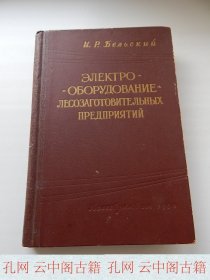 И. Р. Бельский
ЭЛЕКТРО-
-ОБОРУДОВАНИЕ
ЛЕСОЗАГОТОВИТЕЛЬНЫХ
ПРЕДПРИЯТИЙ
孔网 云中阁古籍 孔网 云中阁古籍